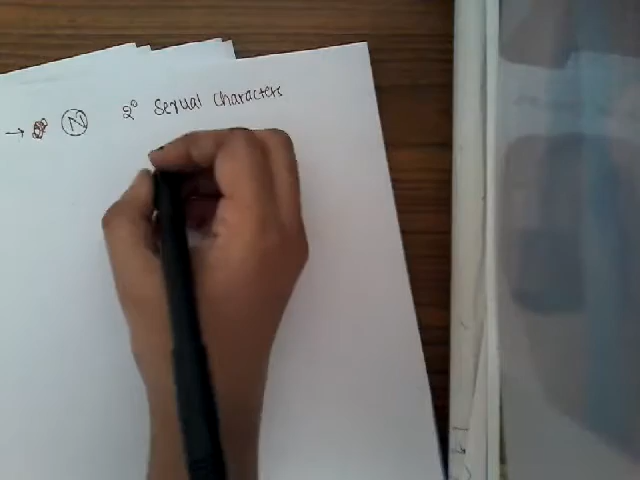 → Ⓝ 2° Sexual characters